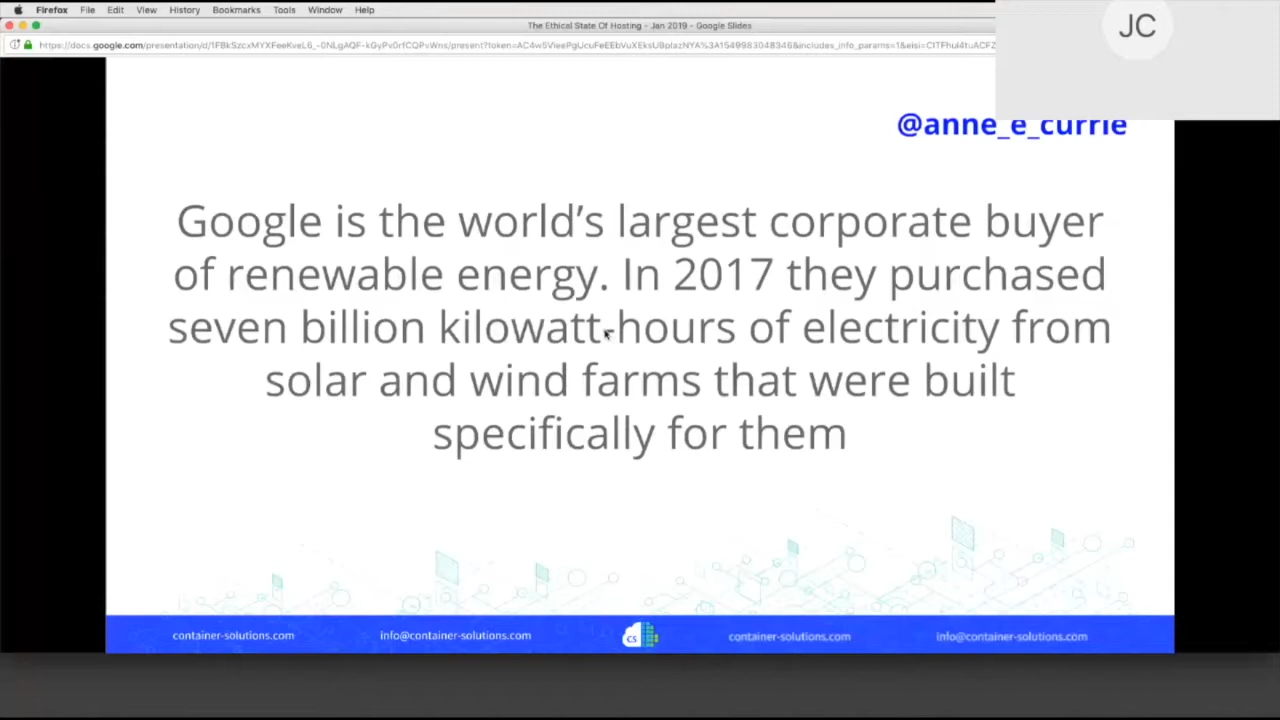 Firefox File Edit View History Bookmarks Tools Window Help
The Ethical State Of Hosting - Jan 2019 - Google Slides
JC
@anne_e_currie
Google is the world's largest corporate buyer
of renewable energy. In 2017 they purchased
seven billion kilowatt-hours of electricity from
solar and wind farms that were built
specifically for them
container-solutions.com info@container-solutions.com CS container-solutions.com info@container-solutions.com